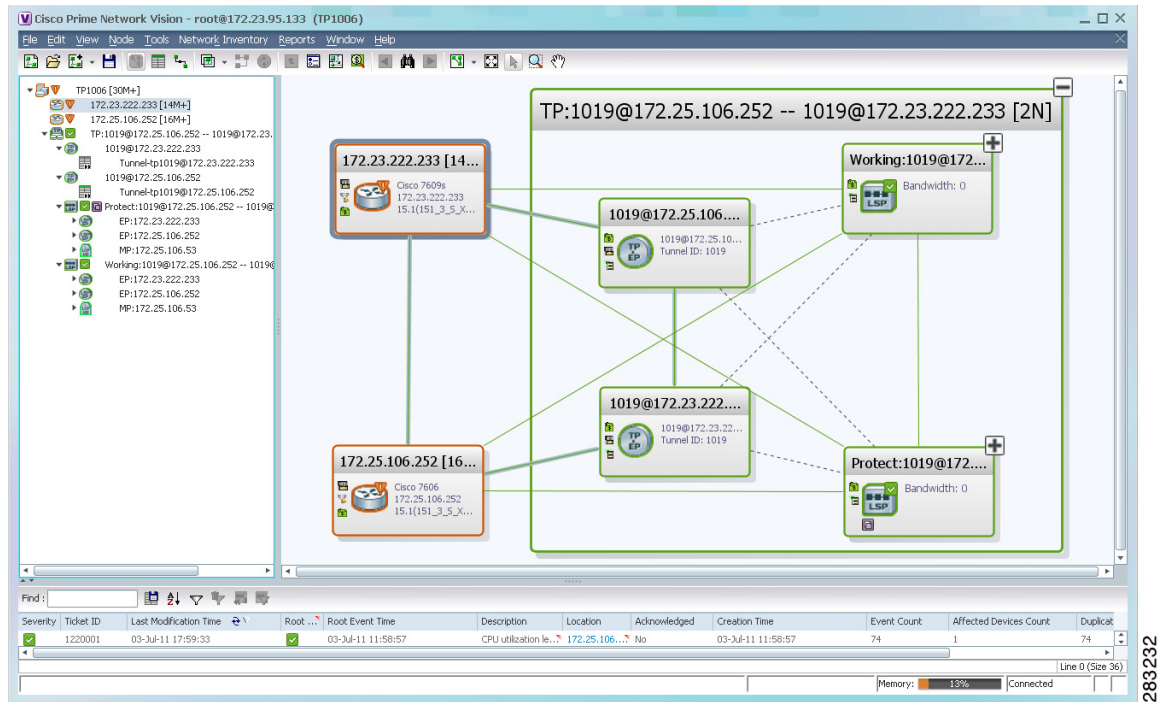 Cisco Prime Network Vision - root@172.23.95.133 (TP1006)
File Edit View Node Tools Network Inventory Reports Window Help
TP1006 [30M+]
172.23.222.233 [14M+]
172.25.106.252 [16M+]
TP:1019@172.25.106.252 -- 1019@172.23.
1019@172.23.222.233
Tunnel-tp1019@172.23.222.233
1019@172.25.106.252
Tunnel-tp1019@172.25.106.252
Protect:1019@172.25.106.252 -- 1019@
EP:172.23.222.233
EP:172.25.106.252
MP:172.25.106.53
Working:1019@172.25.106.252 -- 1019@
EP:172.23.222.233
EP:172.25.106.252
MP:172.25.106.53
TP:1019@172.25.106.252 -- 1019@172.23.222.233 [2N]
172.23.222.233 [14...
Cisco 7609s
172.23.222.233
15.1(151_3_S_X...
Working:1019@172...
Bandwidth: 0
LSP
1019@172.25.106....
1019@172.25.10...
Tunnel ID: 1019
TP
EP
1019@172.23.222....
1019@172.23.22...
Tunnel ID: 1019
TP
EP
172.25.106.252 [16...
Cisco 7606
172.25.106.252
15.1(151_3_S_X...
Protect:1019@172....
Bandwidth: 0
LSP
Find :
Severity Ticket ID Last Modification Time Root ... Root Event Time Description Location Acknowledged Creation Time Event Count Affected Devices Count Duplicat
1220001 03-Jul-11 17:59:33 03-Jul-11 11:58:57 CPU utilization le... 172.25.106... No 03-Jul-11 11:58:57 74 1 74
Line 0 (Size 36)
Memory: 13% Connected
283232